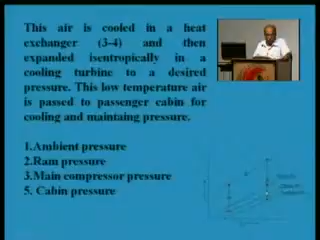 This air is cooled in a heat
exchanger (3-4) and then
expanded isentropically in a
cooling turbine to a desired
pressure. This low temperature air
is passed to passenger cabin for
cooling and maintaing pressure.
1.Ambient pressure
2.Ram pressure
3.Main compressor pressure
5. Cabin pressure